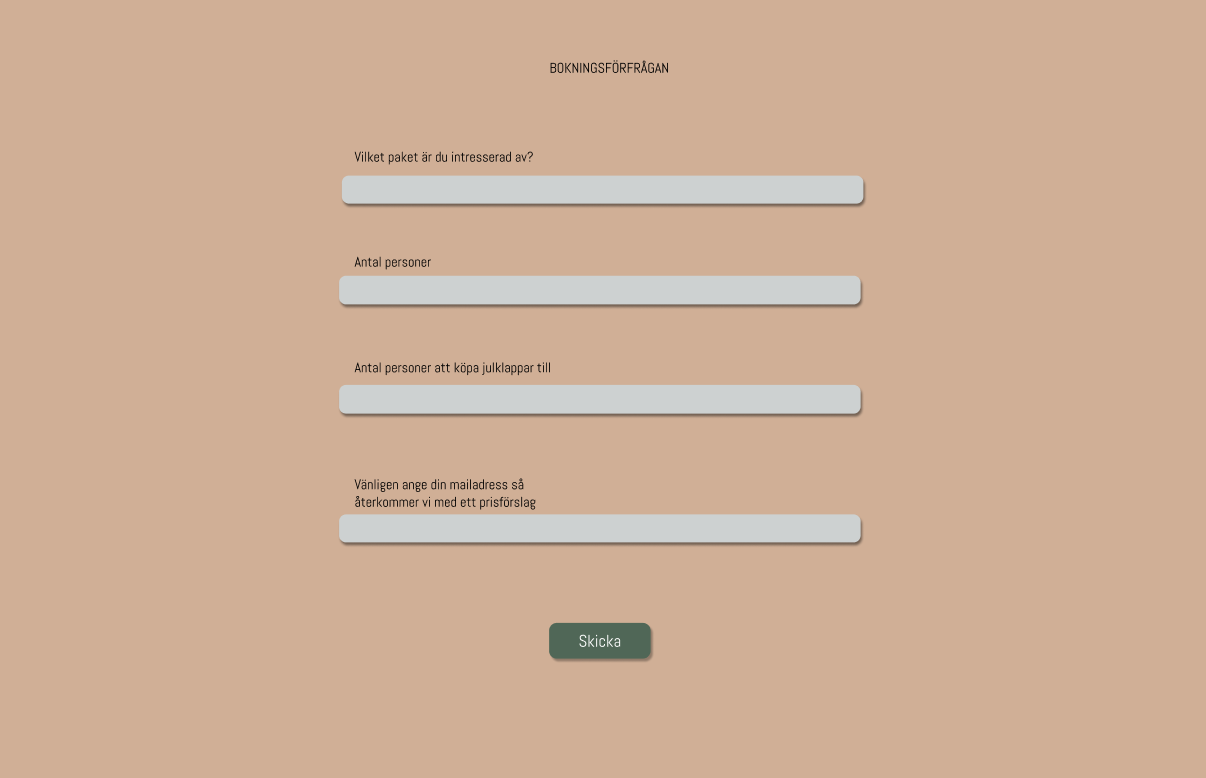 BOKNINGSFÖRFRÅGAN
Vilket paket är du intresserad av?
Antal personer
Antal personer att köpa julklappar till
Vänligen ange din mailadress så
återkommer vi med ett prisförslag
Skicka